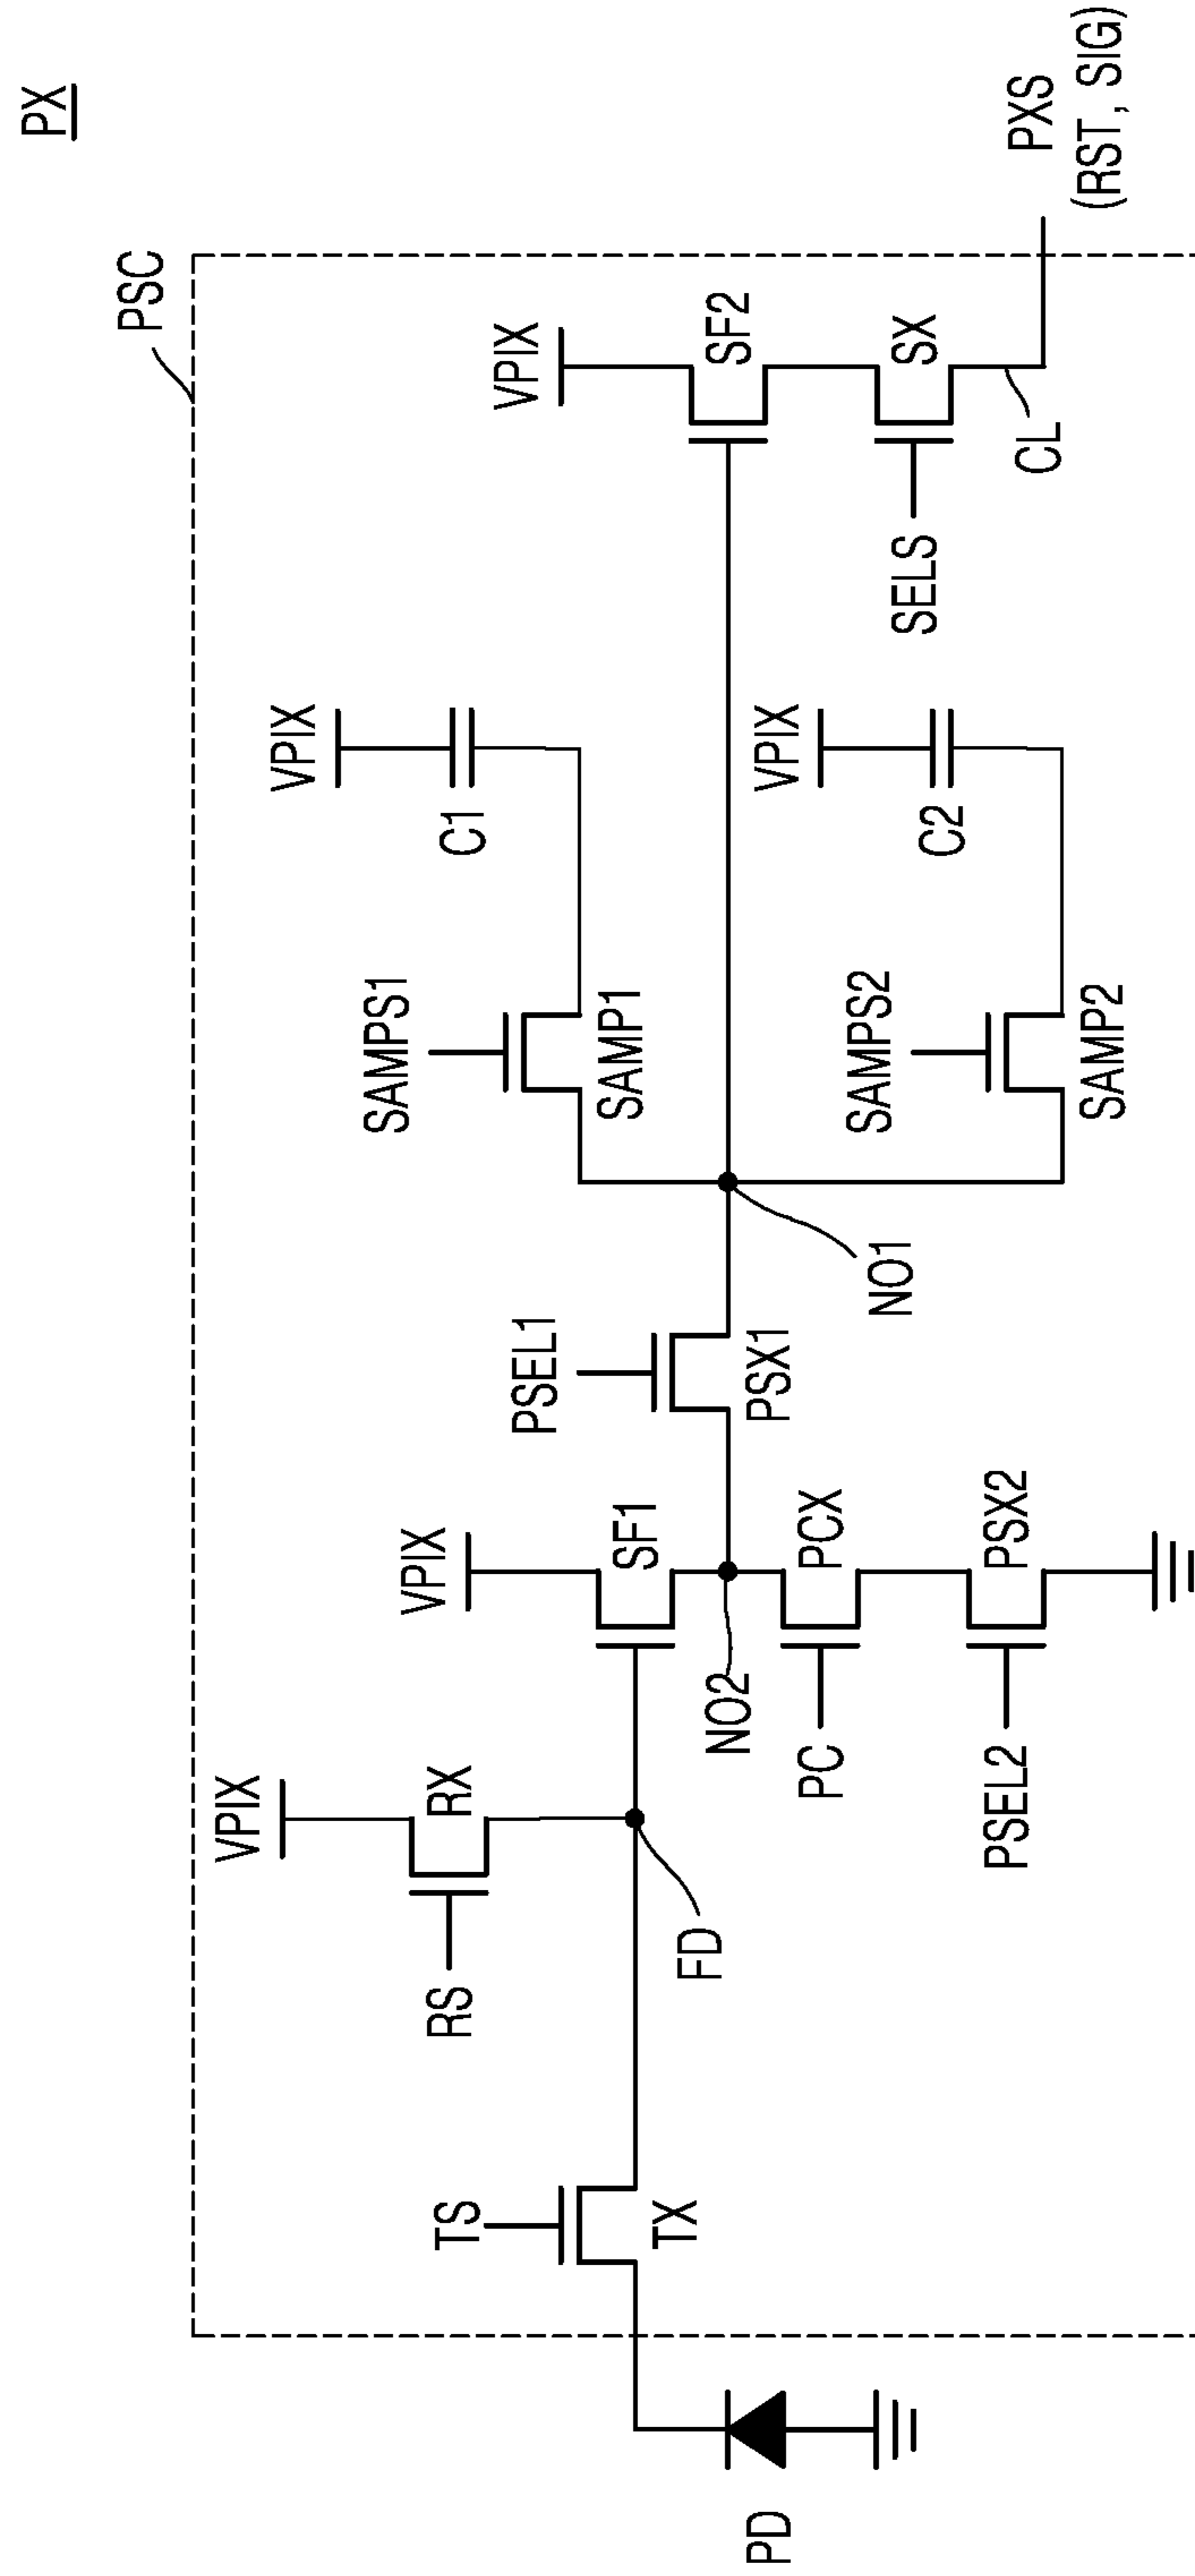 PX
PSC
VPIX
VPIX
VPIX
VPIX
VPIX
RS
RX
TS
TX
FD
PD
SF1
NO2
PC
PCX
PSEL2
PSX2
PSEL1
PSX1
NO1
SAMPS1
SAMP1
C1
SAMPS2
SAMP2
C2
SF2
SELS
SX
CL
PXS
(RST, SIG)